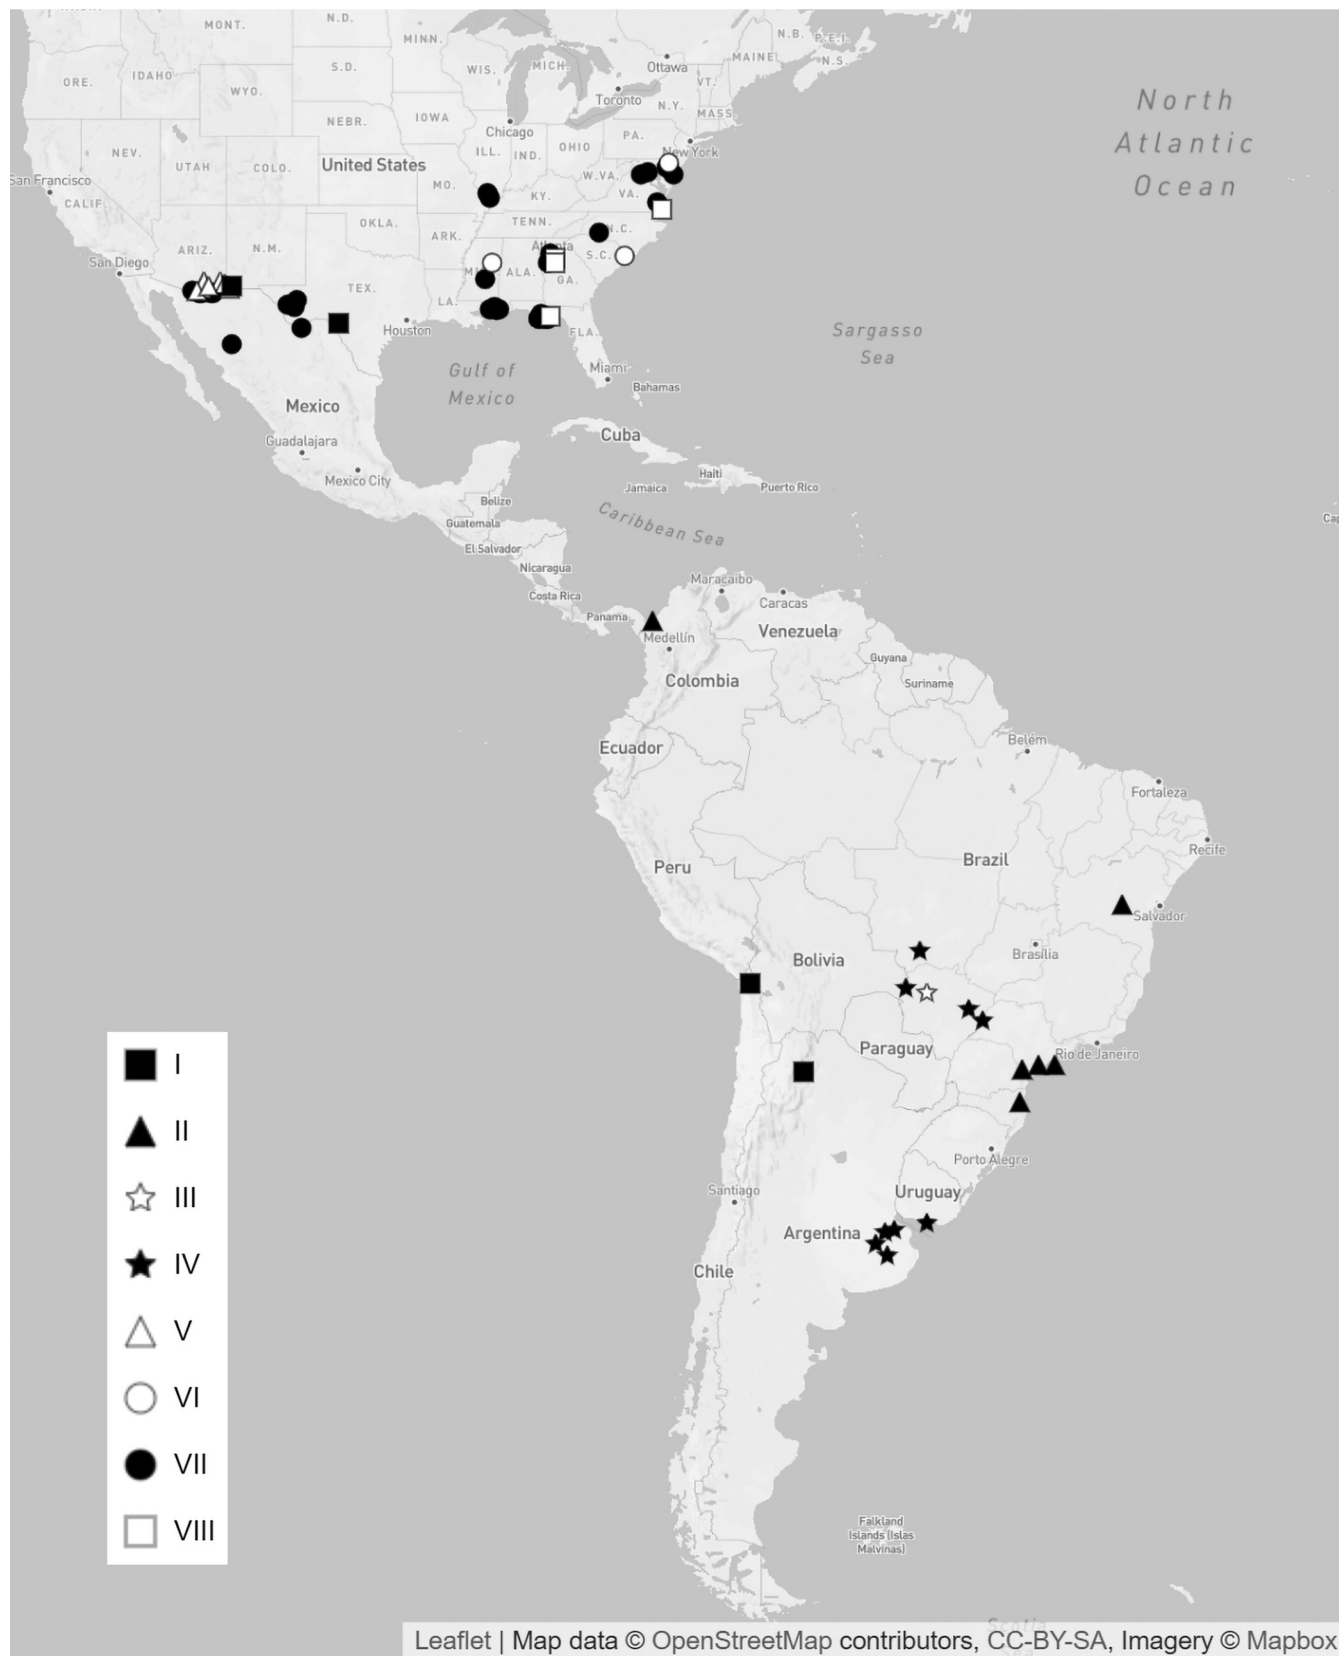 N.D.
MONT.
MINN.
N.B.
P.E.I.
ORE.
IDAHO
S.D.
WIS.
MICH.
Ottawa
MAINE
N.S.
WYO.
Toronto
VT.
N.Y.
MASS.
NEBR.
IOWA
Chicago
North
Atlantic
Ocean
NEV.
UTAH
COLO.
United States
ILL.
IND.
OHIO
PA.
New York
San Francisco
CALIF.
MO.
KY.
W.VA.
VA.
OKLA.
TENN.
N.C.
ARIZ.
N.M.
ARK.
Atlanta
S.C.
San Diego
ALA.
GA.
TEX.
LA.
Houston
FLA.
Sargasso
Sea
Gulf of
Mexico
Miami
Bahamas
Mexico
Guadalajara
Cuba
Mexico City
Haiti
Jamaica
Puerto Rico
Belize
Guatemala
Caribbean Sea
El Salvador
Nicaragua
Costa Rica
Maracaibo
Caracas
Panama
Medellín
Venezuela
Guyana
Colombia
Suriname
Ecuador
Belém
Fortaleza
Peru
Brazil
Recife
Salvador
Bolivia
Brasília
Paraguay
Rio de Janeiro
Porto Alegre
Santiago
Uruguay
Argentina
Chile
I
II
III
IV
V
VI
VII
VIII
Falkland
Islands (Islas
Malvinas)
Scotia
Sea
Leaflet | Map data © OpenStreetMap contributors, CC-BY-SA, Imagery © Mapbox